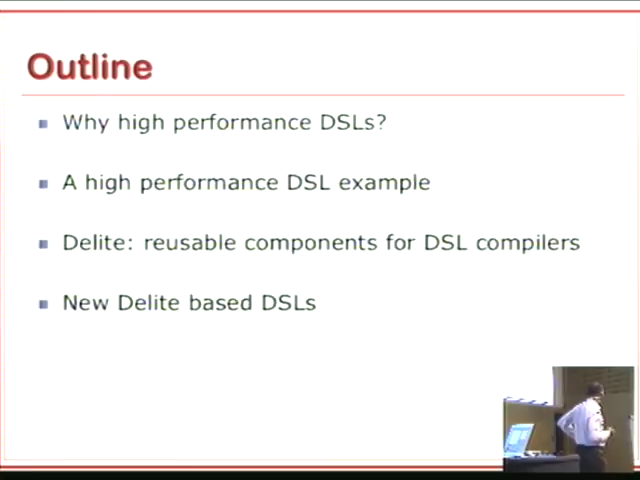 Outline
Why high performance DSLs?
A high performance DSL example
Delite: reusable components for DSL compilers
New Delite based DSLs